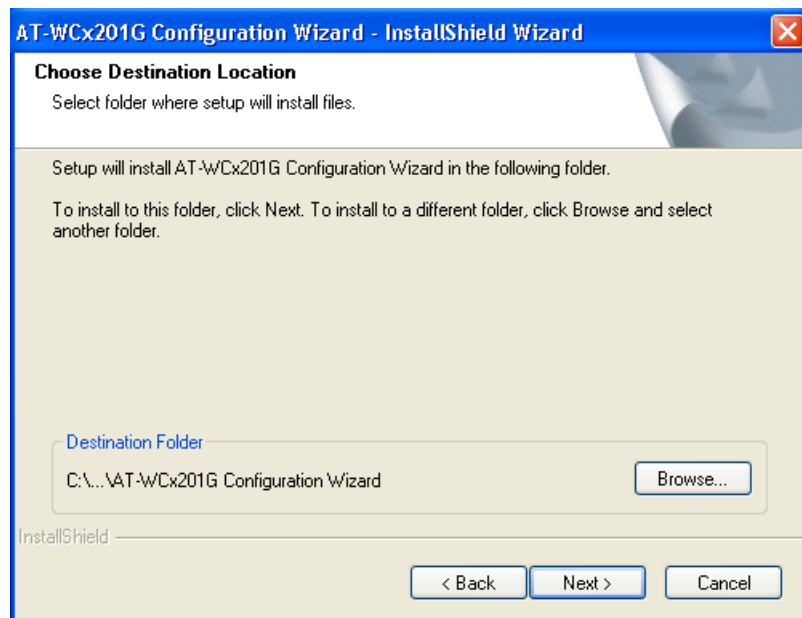 AT-WCx201G Configuration Wizard - InstallShield Wizard
Choose Destination Location
Select folder where setup will install files.
Setup will install AT-WCx201G Configuration Wizard in the following folder.
To install to this folder, click Next. To install to a different folder, click Browse and select
another folder.
Destination Folder
C:\...\AT-WCx201G Configuration Wizard
Browse...
InstallShield
< Back
Next >
Cancel